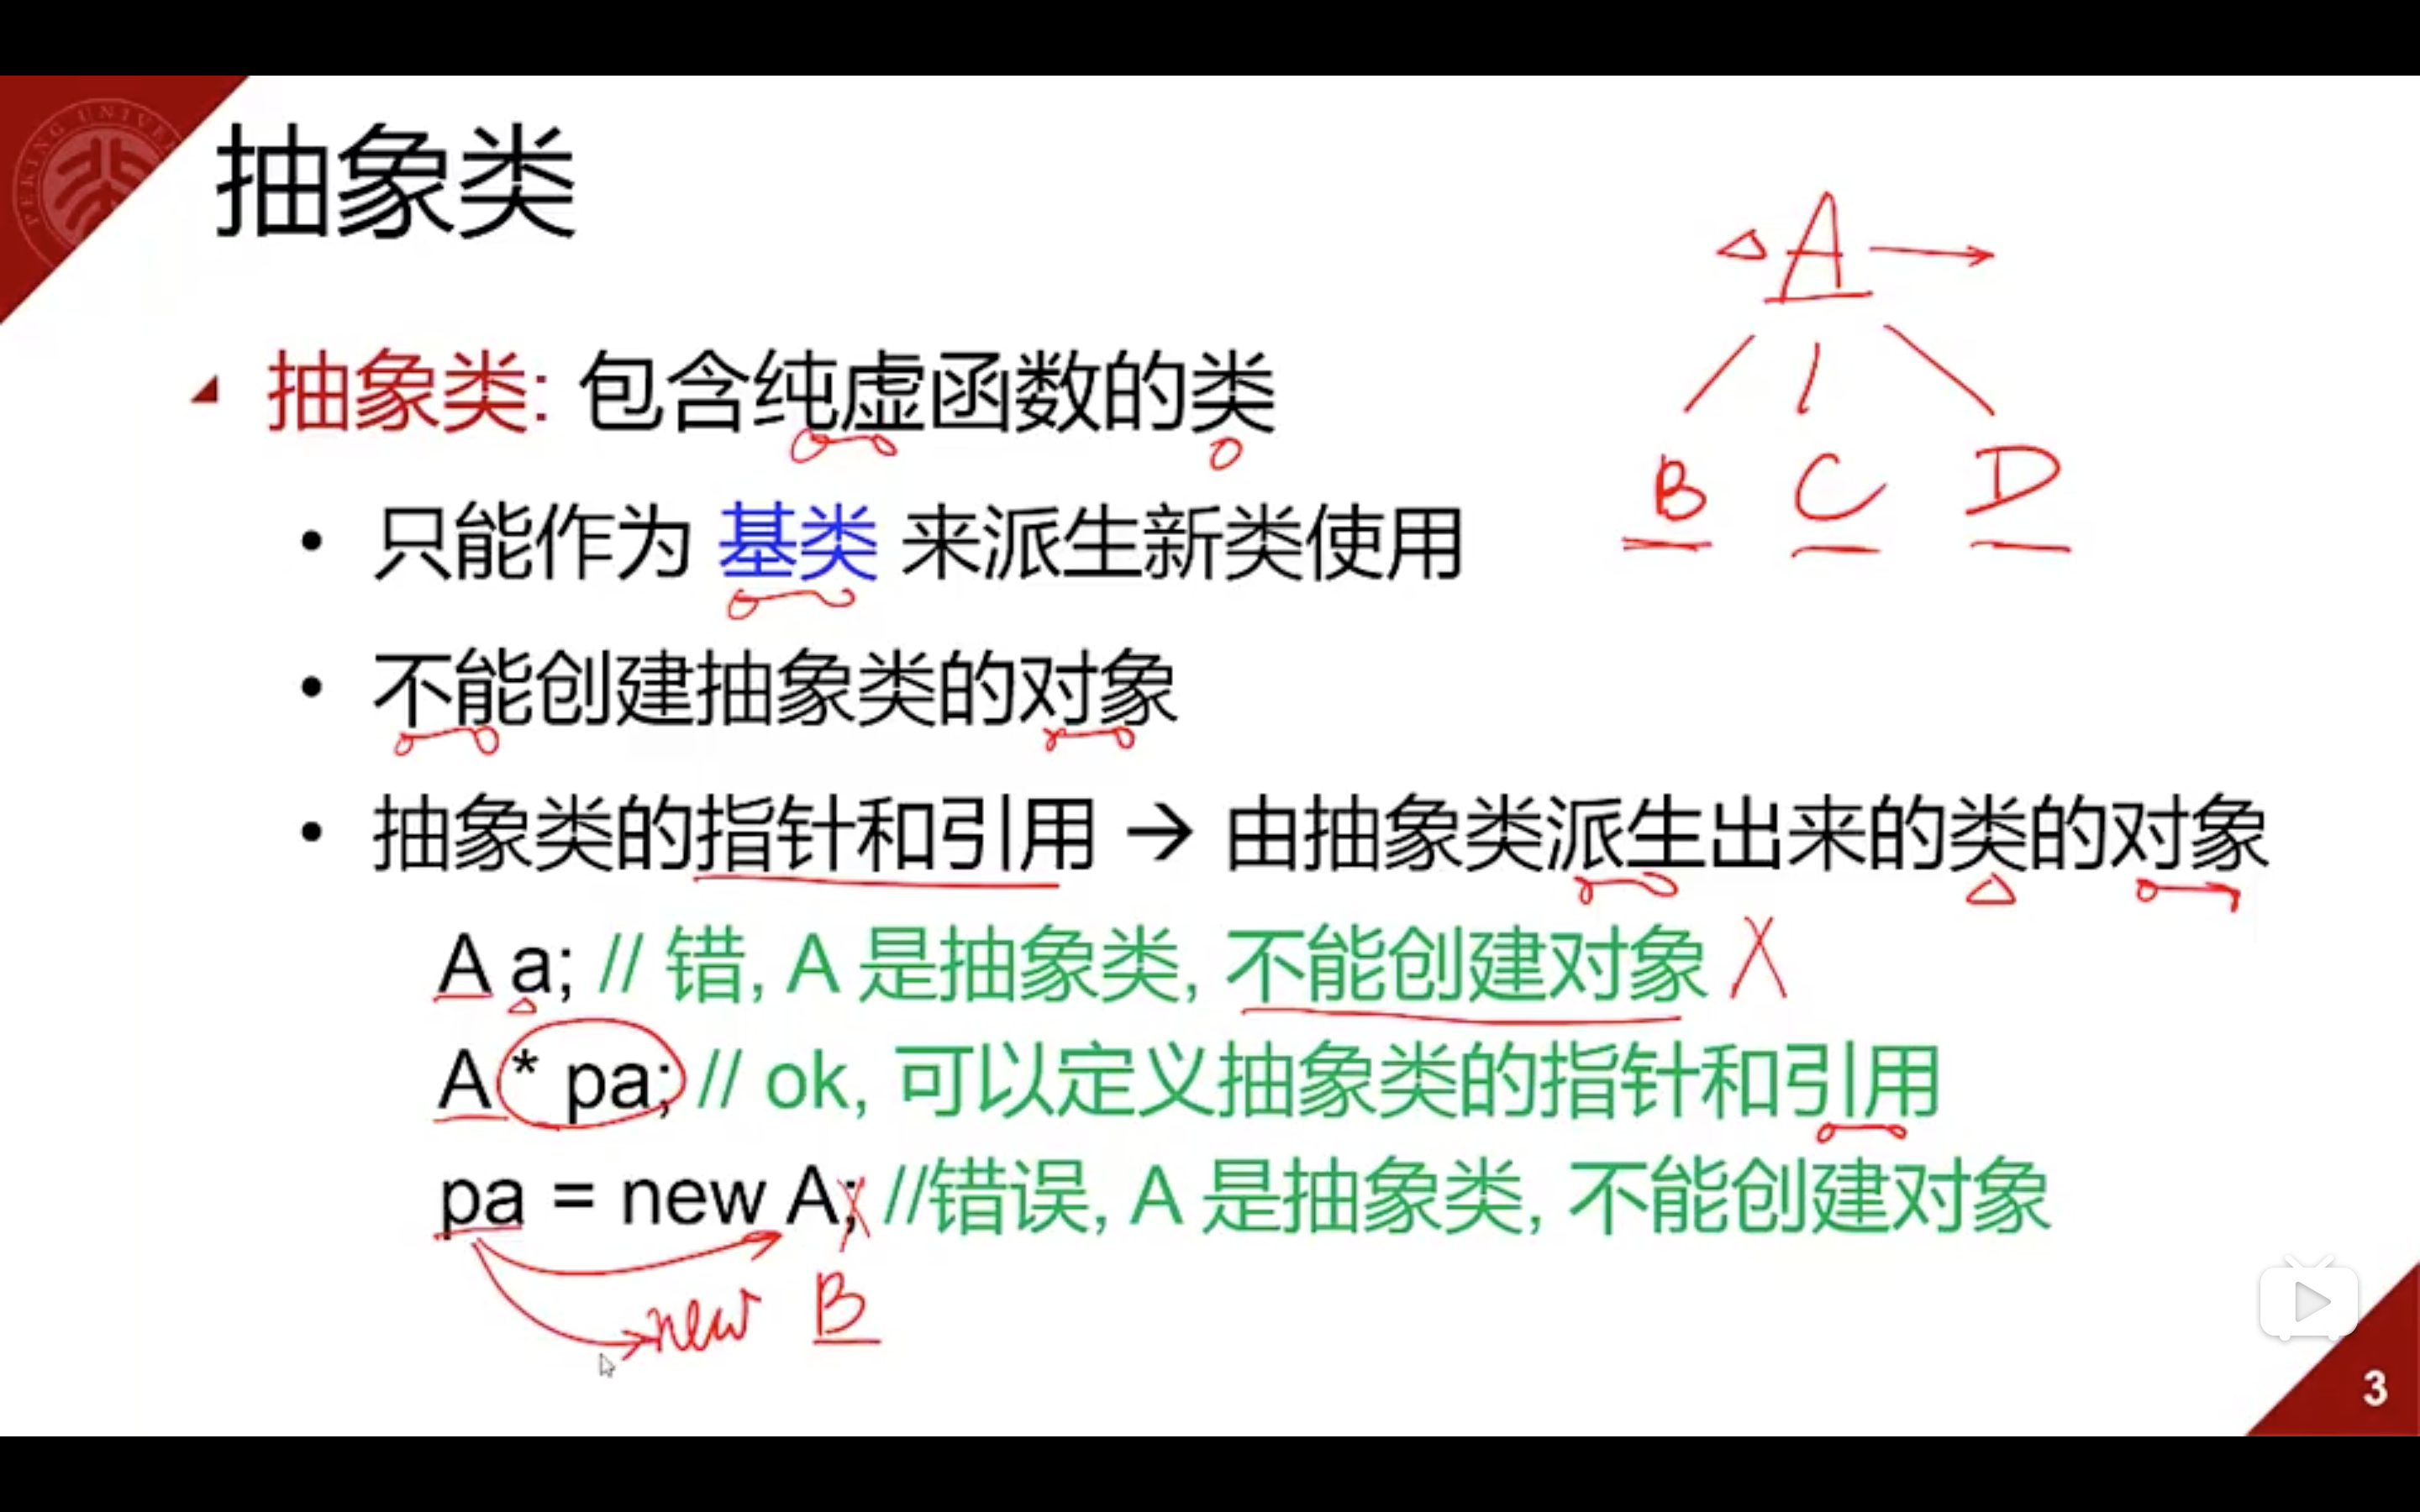 抽象类
A
B C D
抽象类: 包含纯虚函数的类
• 只能作为 基类 来派生新类使用
• 不能创建抽象类的对象
• 抽象类的指针和引用 → 由抽象类派生出来的类的对象
A a; // 错, A 是抽象类, 不能创建对象 X
A * pa; // ok, 可以定义抽象类的指针和引用
pa = new A; //错误, A 是抽象类, 不能创建对象
new B
3